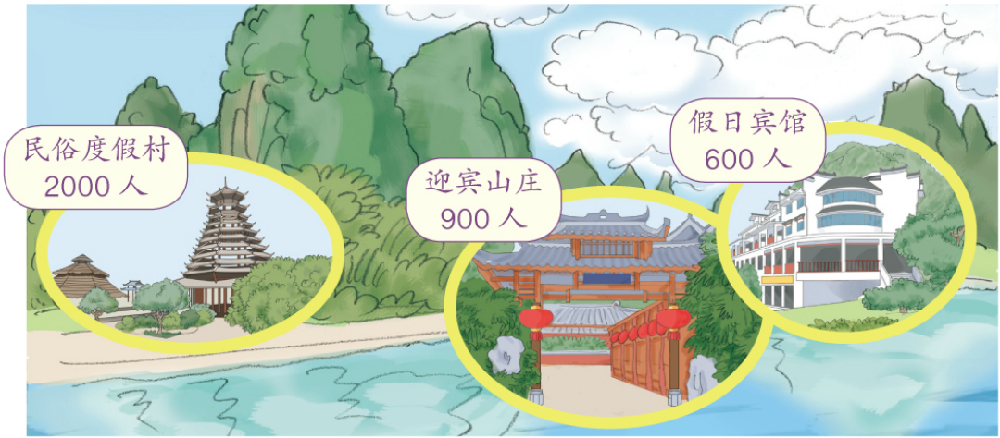 民俗度假村
2000 人
迎宾山庄
900 人
假日宾馆
600 人